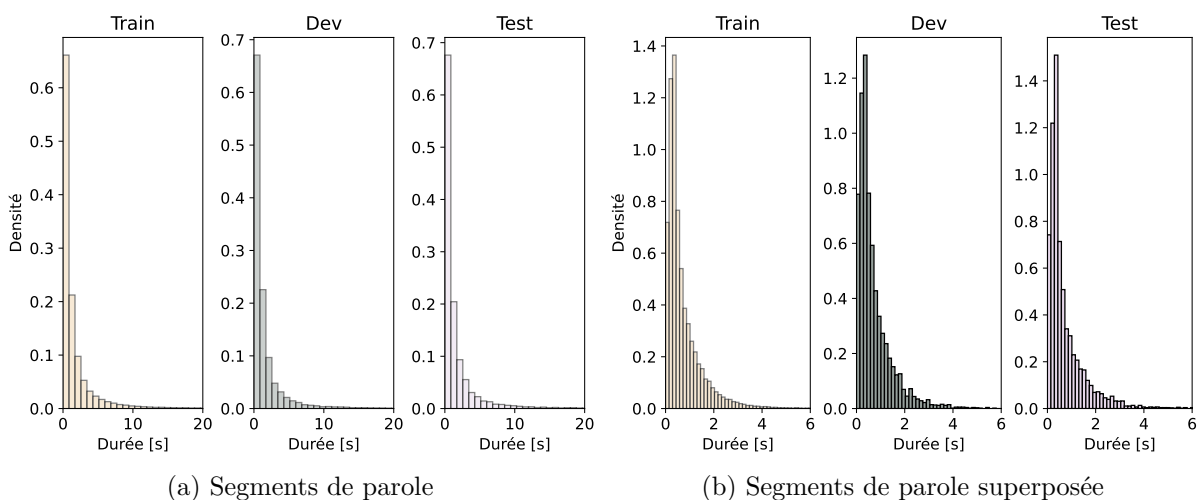 Train
Dev
Test
Densité
0.6
0.5
0.4
0.3
0.2
0.1
0.0
0 10 20
Durée [s]
0.7
0.6
0.5
0.4
0.3
0.2
0.1
0.0
0 10 20
Durée [s]
0.7
0.6
0.5
0.4
0.3
0.2
0.1
0.0
0 10 20
Durée [s]
(a) Segments de parole
Train
Dev
Test
Densité
1.4
1.2
1.0
0.8
0.6
0.4
0.2
0.0
0 2 4 6
Durée [s]
1.2
1.0
0.8
0.6
0.4
0.2
0.0
0 2 4 6
Durée [s]
1.4
1.2
1.0
0.8
0.6
0.4
0.2
0.0
0 2 4 6
Durée [s]
(b) Segments de parole superposée